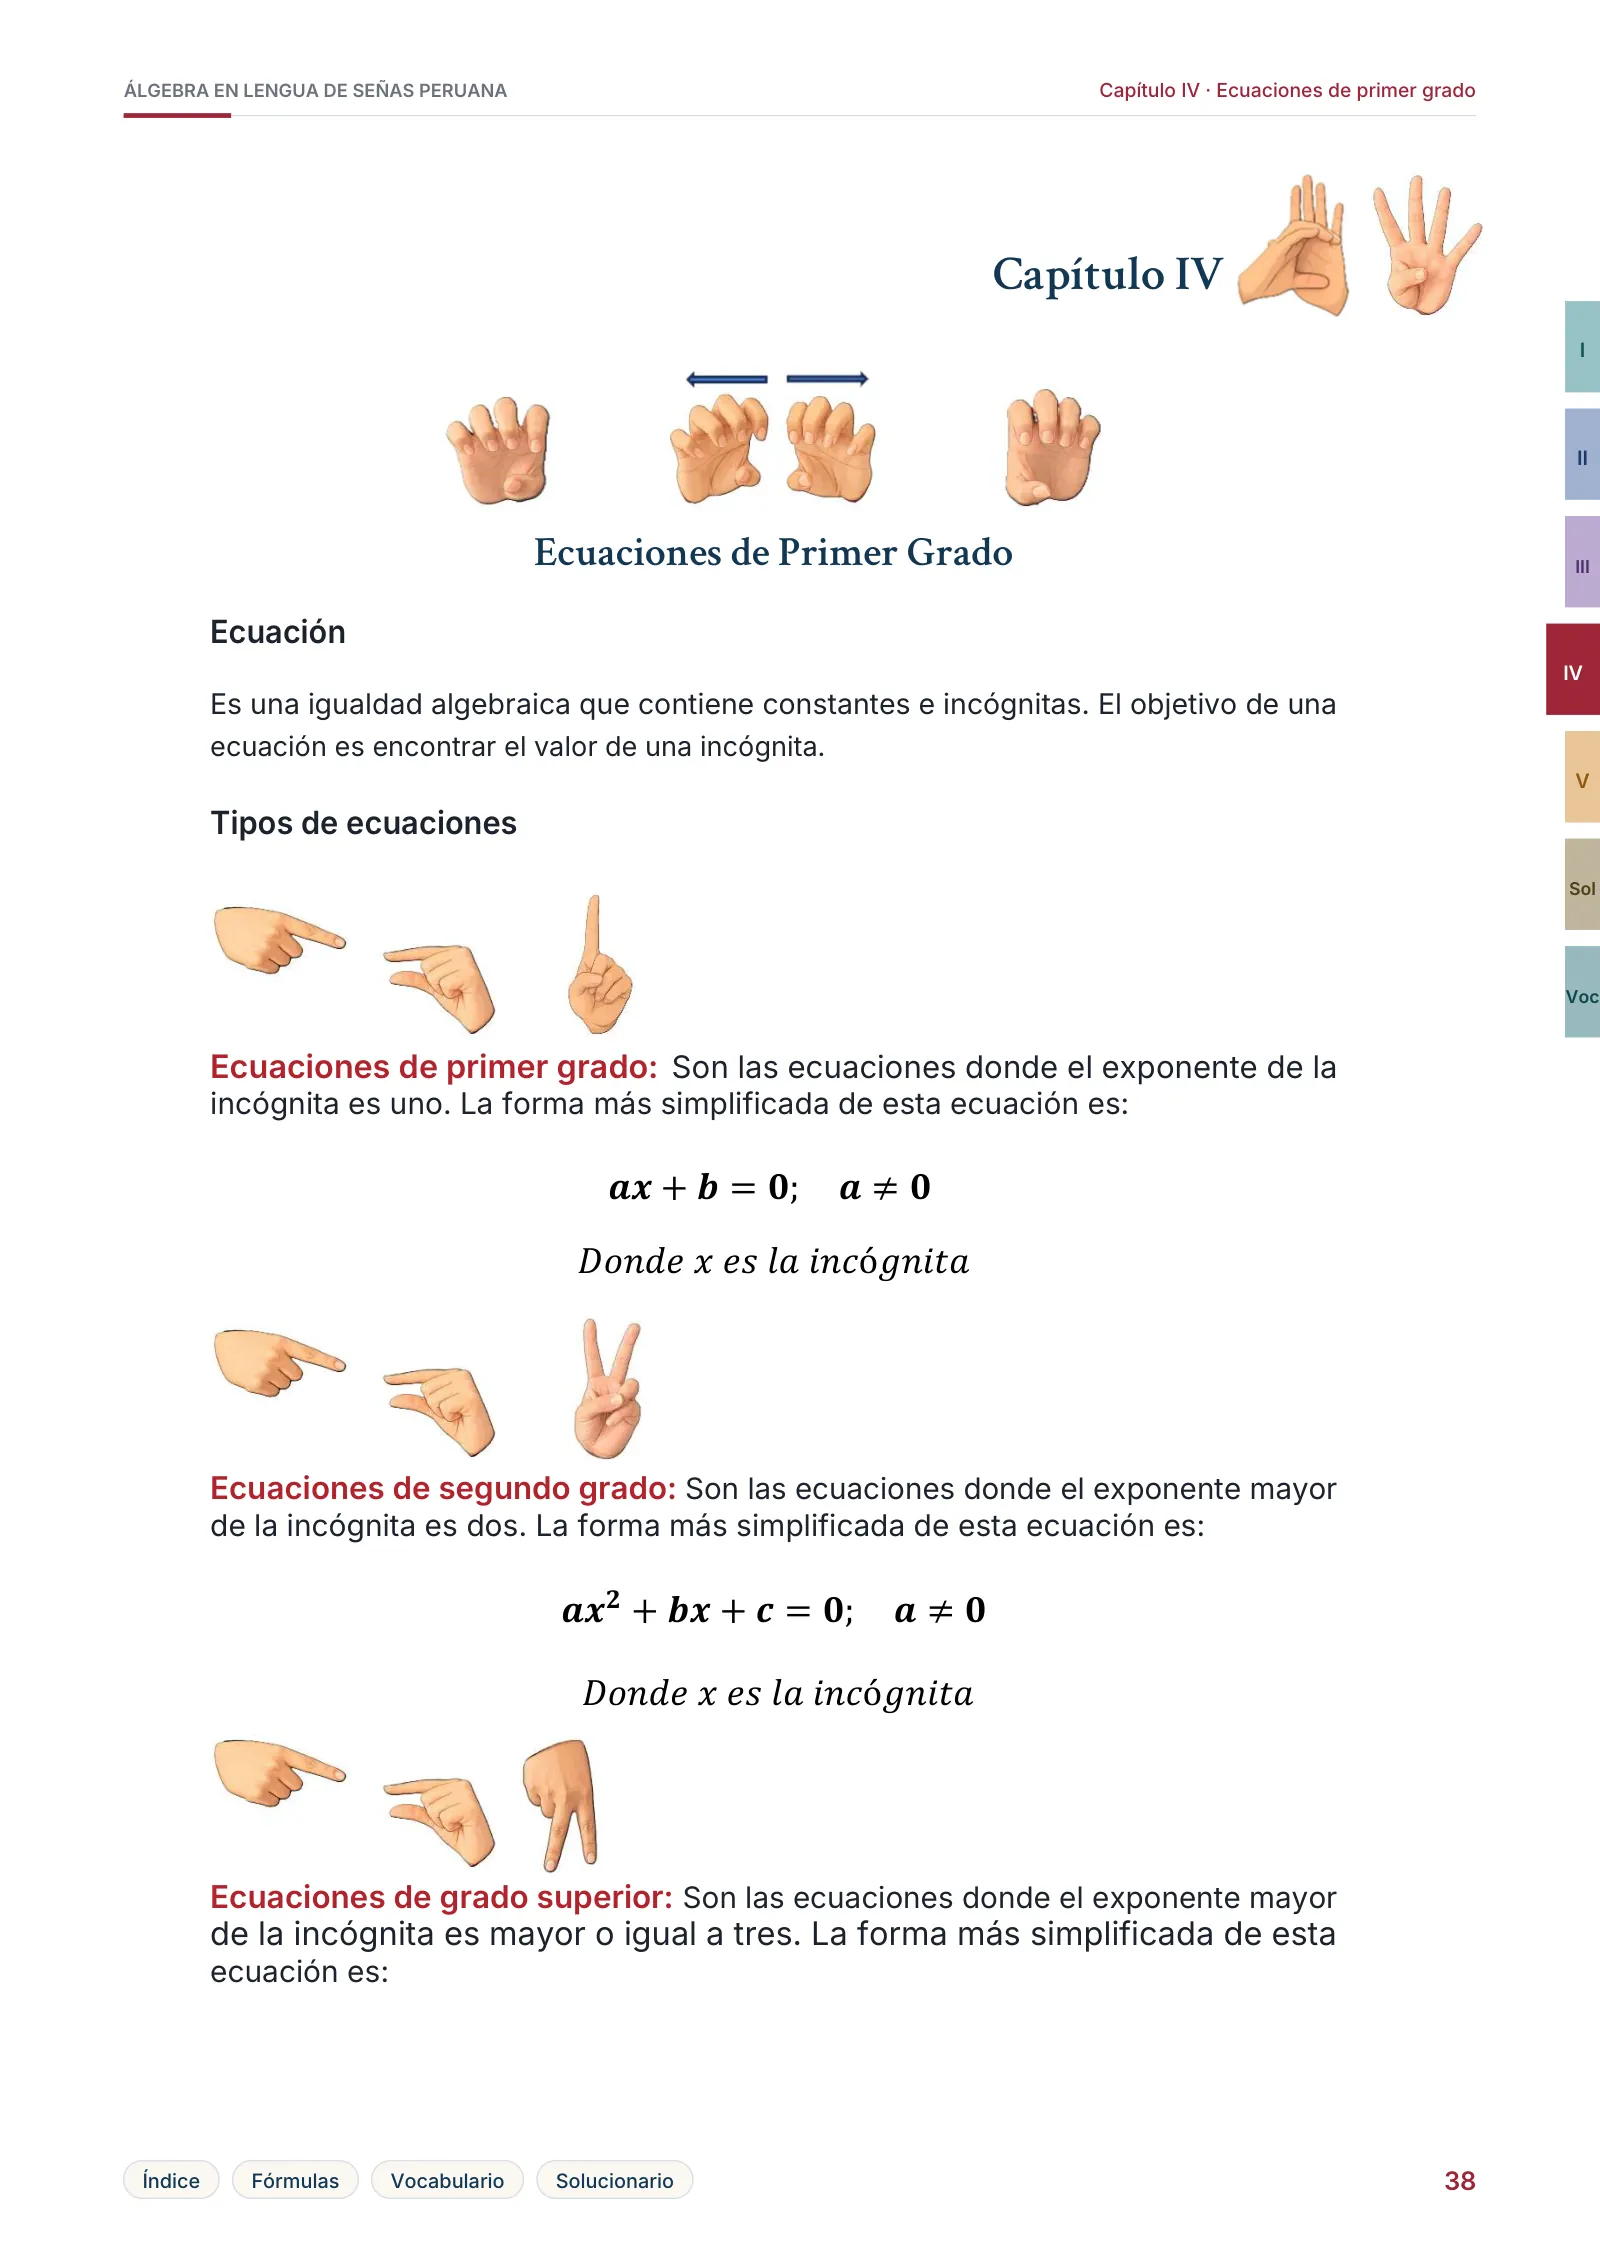 ÁLGEBRA EN LENGUA DE SEÑAS PERUANA
Capítulo IV · Ecuaciones de primer grado
Capítulo IV
Ecuaciones de Primer Grado
Ecuación
Es una igualdad algebraica que contiene constantes e incógnitas. El objetivo de una
ecuación es encontrar el valor de una incógnita.
Tipos de ecuaciones
Ecuaciones de primer grado: Son las ecuaciones donde el exponente de la
incógnita es uno. La forma más simplificada de esta ecuación es:
ax + b = 0; a ≠ 0
Donde x es la incógnita
Ecuaciones de segundo grado: Son las ecuaciones donde el exponente mayor
de la incógnita es dos. La forma más simplificada de esta ecuación es:
ax² + bx + c = 0; a ≠ 0
Donde x es la incógnita
Ecuaciones de grado superior: Son las ecuaciones donde el exponente mayor
de la incógnita es mayor o igual a tres. La forma más simplificada de esta
ecuación es:
I
II
III
IV
V
Sol
Voc
Índice
Fórmulas
Vocabulario
Solucionario
38